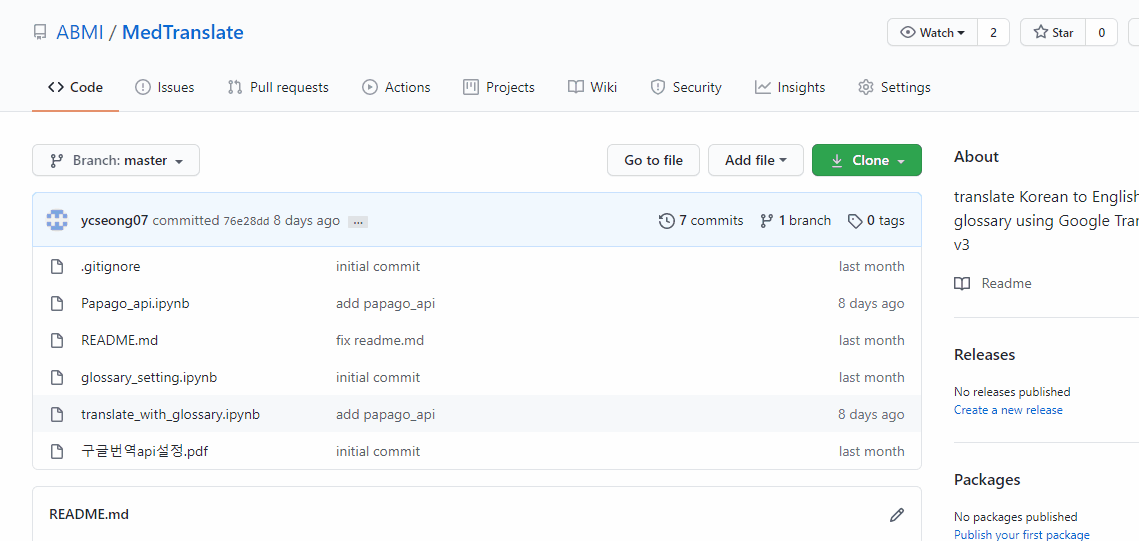 ABMI / MedTranslate
Watch 2 Star 0
Code Issues Pull requests Actions Projects Wiki Security Insights Settings
Branch: master Go to file Add file Clone
ycseong07 committed 76e28dd 8 days ago ... 7 commits 1 branch 0 tags
.gitignore initial commit last month
Papago_api.ipynb add papago_api 8 days ago
README.md fix readme.md last month
glossary_setting.ipynb initial commit last month
translate_with_glossary.ipynb add papago_api 8 days ago
구글번역api설정.pdf initial commit last month
README.md
About
translate Korean to English
glossary using Google Tran
v3
Readme
Releases
No releases published
Create a new release
Packages
No packages published
Publish your first package